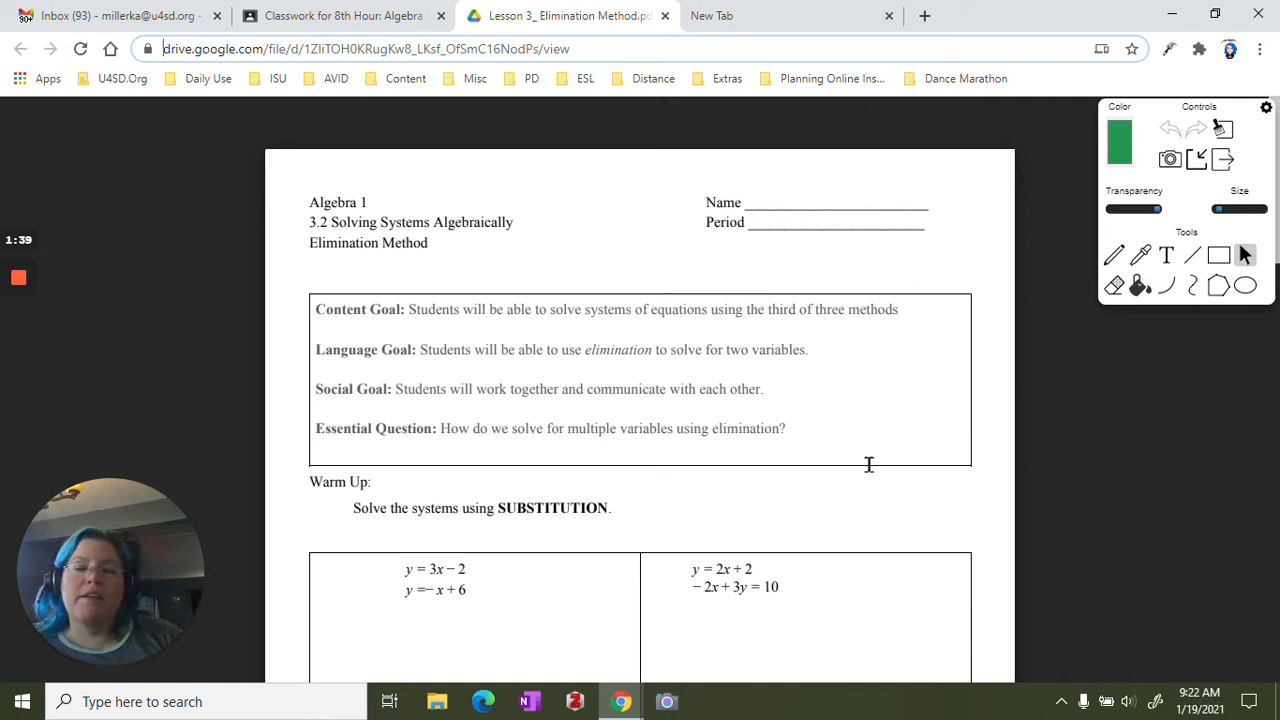 Inbox (93) - millerka@u4sd.org -
Classwork for 8th Hour: Algebra
Lesson 3_ Elimination Method.pd
New Tab
drive.google.com/file/d/1ZIiTOH0KRugKw8_LKsf_OfSmC16NodPs/view
Apps U4SD.Org Daily Use ISU AVID Content Misc PD ESL Distance Extras Planning Online Ins... Dance Marathon
Color Controls
Transparency Size
Tools
1:39
Algebra 1
3.2 Solving Systems Algebraically
Elimination Method
Name ________________________
Period _______________________
Content Goal: Students will be able to solve systems of equations using the third of three methods
Language Goal: Students will be able to use elimination to solve for two variables.
Social Goal: Students will work together and communicate with each other.
Essential Question: How do we solve for multiple variables using elimination?
Warm Up:
Solve the systems using SUBSTITUTION.
y = 3x − 2
y =− x + 6
y = 2x + 2
− 2x + 3y = 10
Type here to search
9:22 AM
1/19/2021